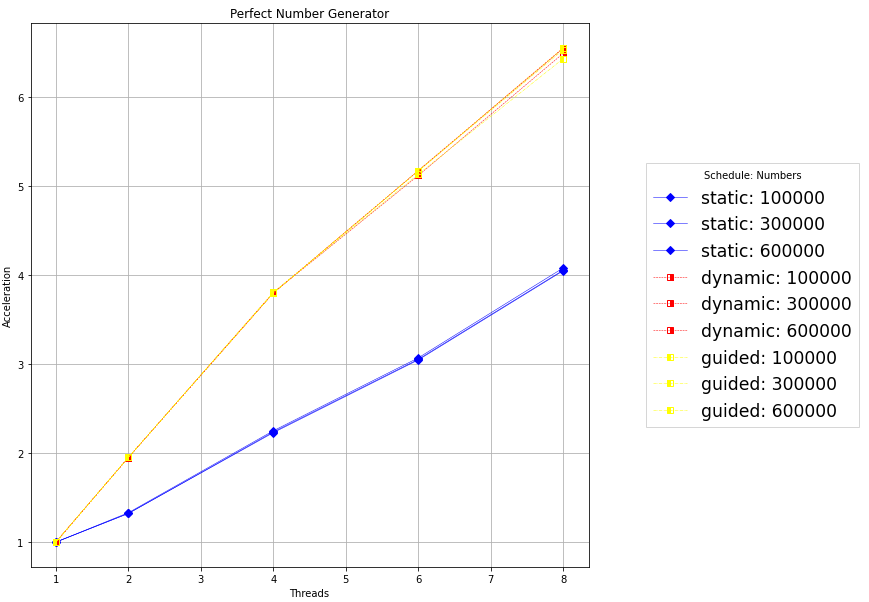 Perfect Number Generator
Acceleration
6
5
4
3
2
1
1 2 3 4 5 6 7 8
Threads
Schedule: Numbers
static: 100000
static: 300000
static: 600000
dynamic: 100000
dynamic: 300000
dynamic: 600000
guided: 100000
guided: 300000
guided: 600000